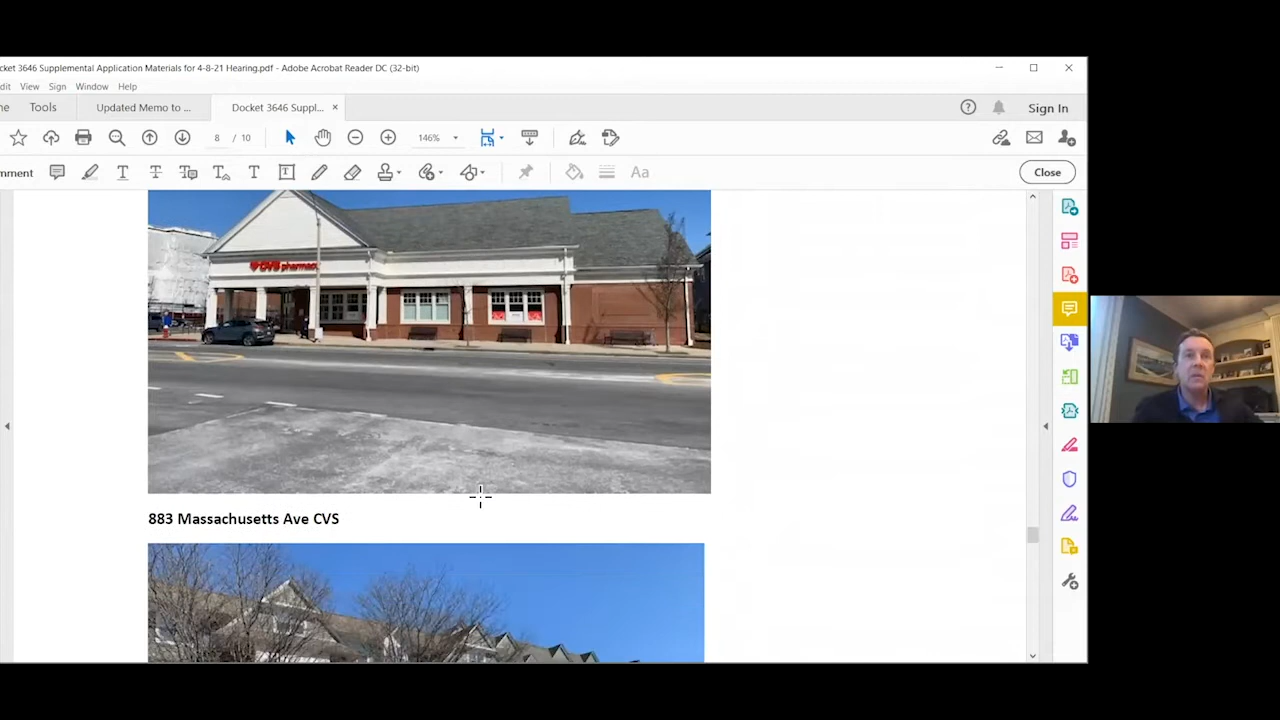 cket 3646 Supplemental Application Materials for 4-8-21 Hearing.pdf - Adobe Acrobat Reader DC (32-bit)
dit View Sign Window Help
ne Tools Updated Memo to ... Docket 3646 Suppl... × Sign In
8 / 10 146%
mment Aa Close
CVS pharmacy
883 Massachusetts Ave CVS